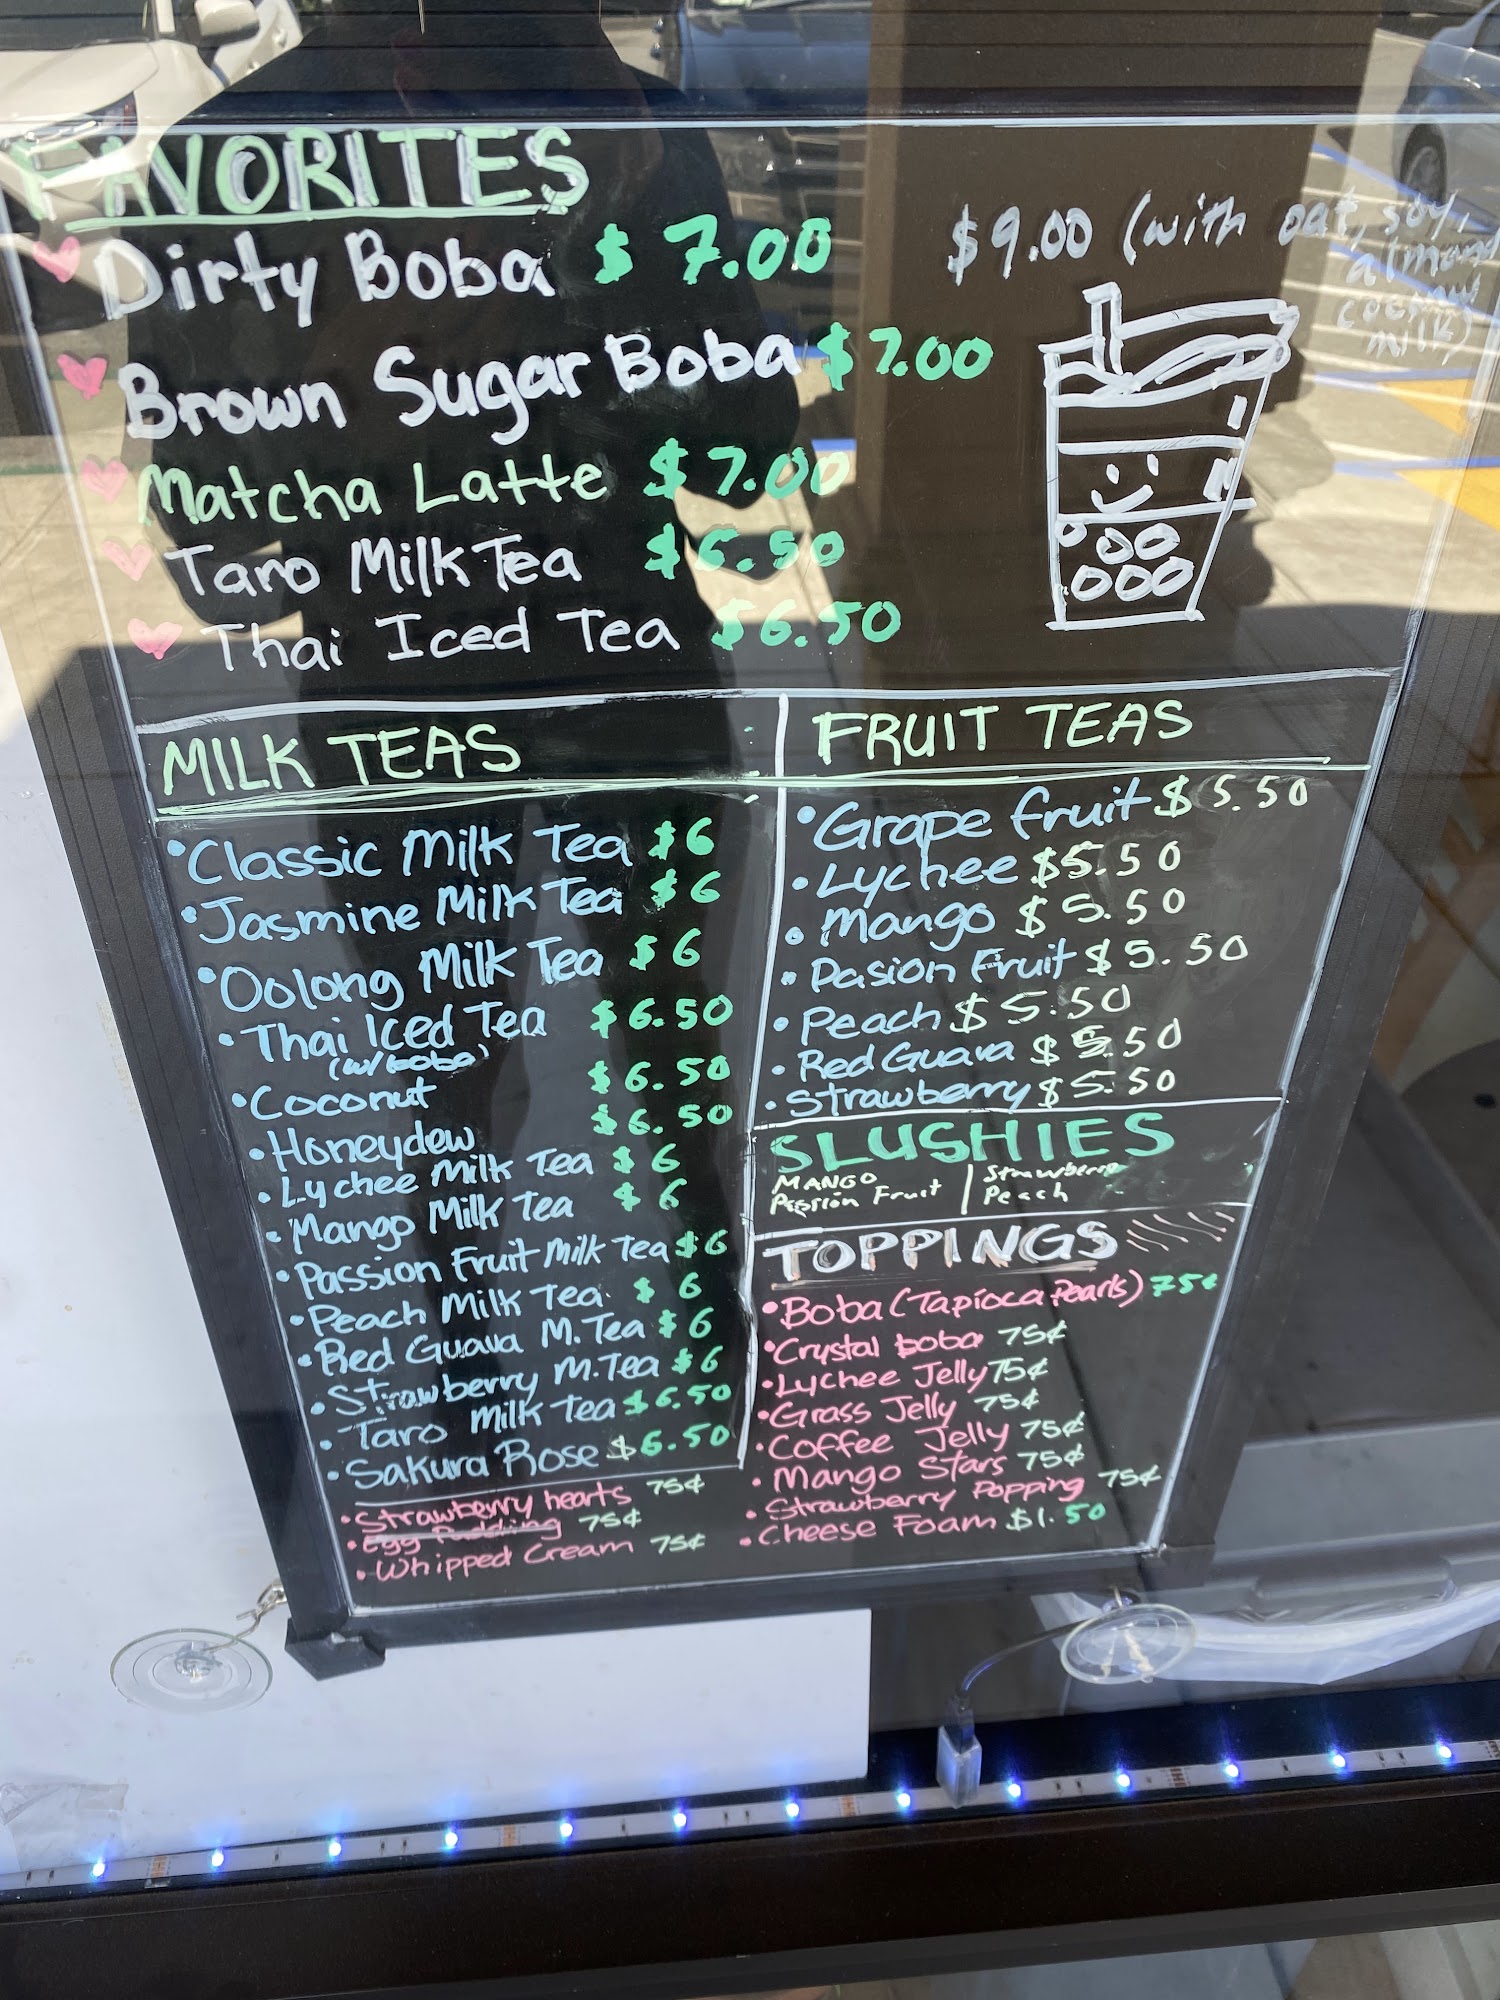 FAVORITES
Dirty Boba $7.00 $9.00 (with oat, soy,
almond
coconut
milk)
Brown Sugar Boba $7.00
Matcha Latte $7.00
Taro Milk Tea $6.50
Thai Iced Tea $6.50
MILK TEAS
• Classic Milk Tea $6
• Jasmine Milk Tea $6
• Oolong Milk Tea $6
• Thai Iced Tea $6.50
(w/boba)
• Coconut $6.50
• Honeydew $6.50
• Lychee Milk Tea $6
• Mango Milk Tea $6
• Passion Fruit Milk Tea $6
• Peach Milk Tea $6
• Red Guava M. Tea $6
• Strawberry M. Tea $6
• Taro Milk Tea $6.50
• Sakura Rose $6.50
FRUIT TEAS
• Grape fruit $5.50
• Lychee $5.50
• Mango $5.50
• Pasion Fruit $5.50
• Peach $5.50
• Red Guava $5.50
• Strawberry $5.50
SLUSHIES
MANGO | Strawberry
Passion Fruit | Peach
TOPPINGS
• Boba (Tapioca Pearls) 75¢
• Crystal boba 75¢
• Lychee Jelly 75¢
• Grass Jelly 75¢
• Coffee Jelly 75¢
• Mango Stars 75¢
• Strawberry Popping 75¢
• Cheese Foam $1.50
• Strawberry hearts 75¢
• Egg Pudding 75¢
• Whipped Cream 75¢